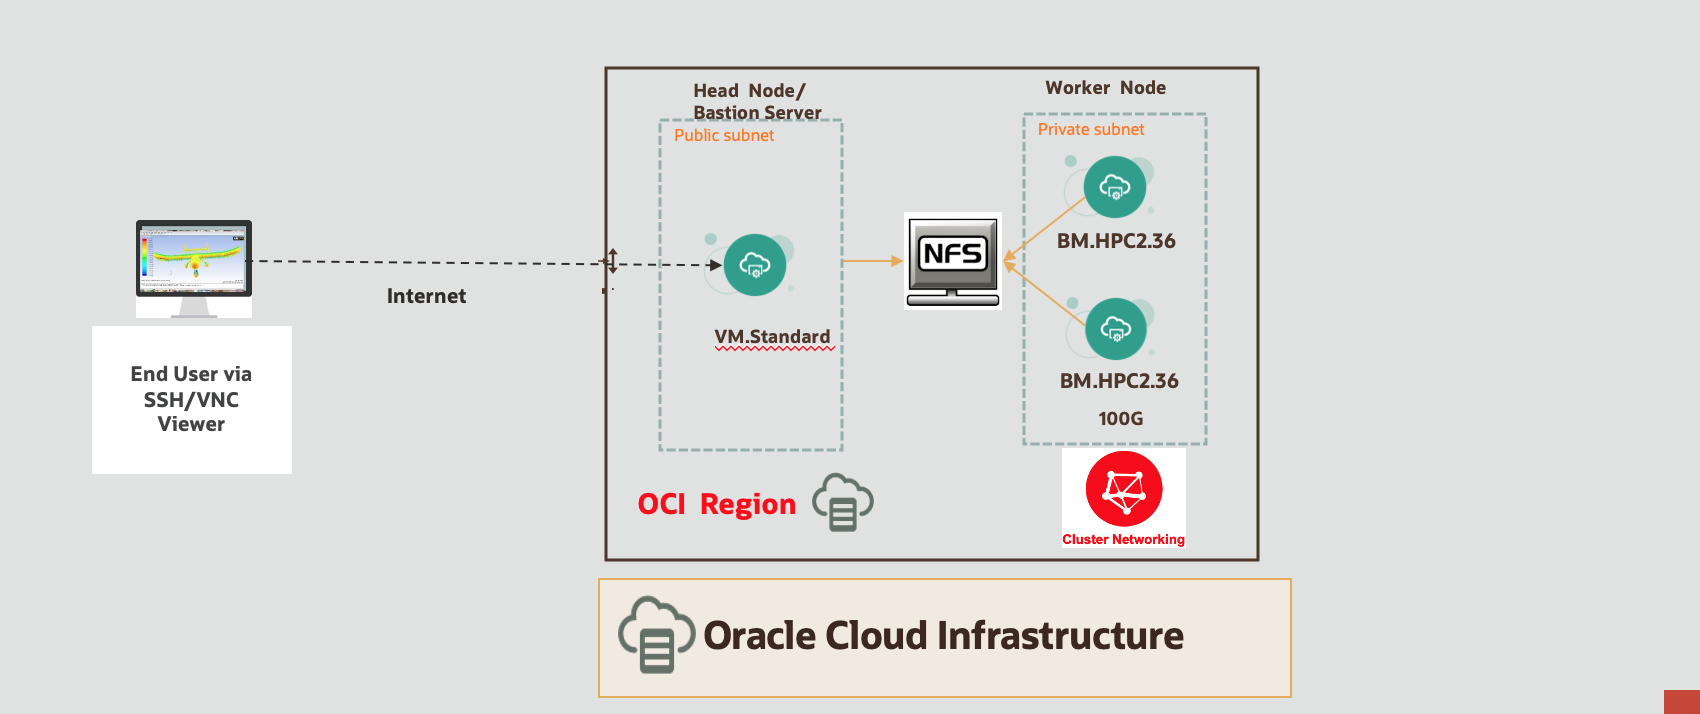 Head Node/
Bastion Server
Public subnet
Worker Node
Private subnet
BM.HPC2.36
NFS
Internet
VM.Standard
End User via
SSH/VNC
Viewer
BM.HPC2.36
100G
OCI Region
Cluster Networking
Oracle Cloud Infrastructure